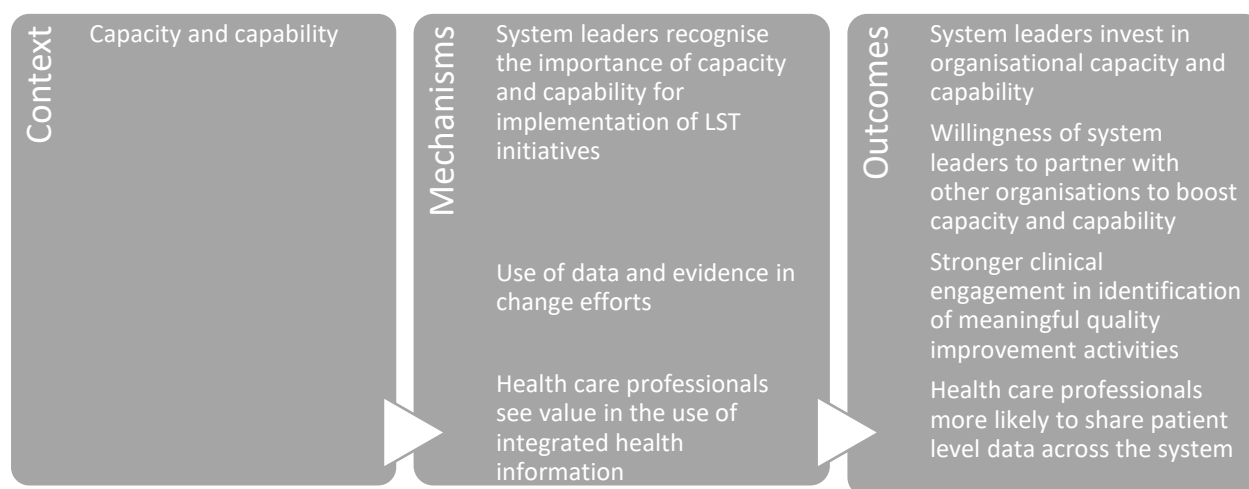 Context
Capacity and capability
Mechanisms
System leaders recognise
the importance of capacity
and capability for
implementation of LST
initiatives
Use of data and evidence in
change efforts
Health care professionals
see value in the use of
integrated health
information
Outcomes
System leaders invest in
organisational capacity and
capability
Willingness of system
leaders to partner with
other organisations to boost
capacity and capability
Stronger clinical
engagement in identification
of meaningful quality
improvement activities
Health care professionals
more likely to share patient
level data across the system